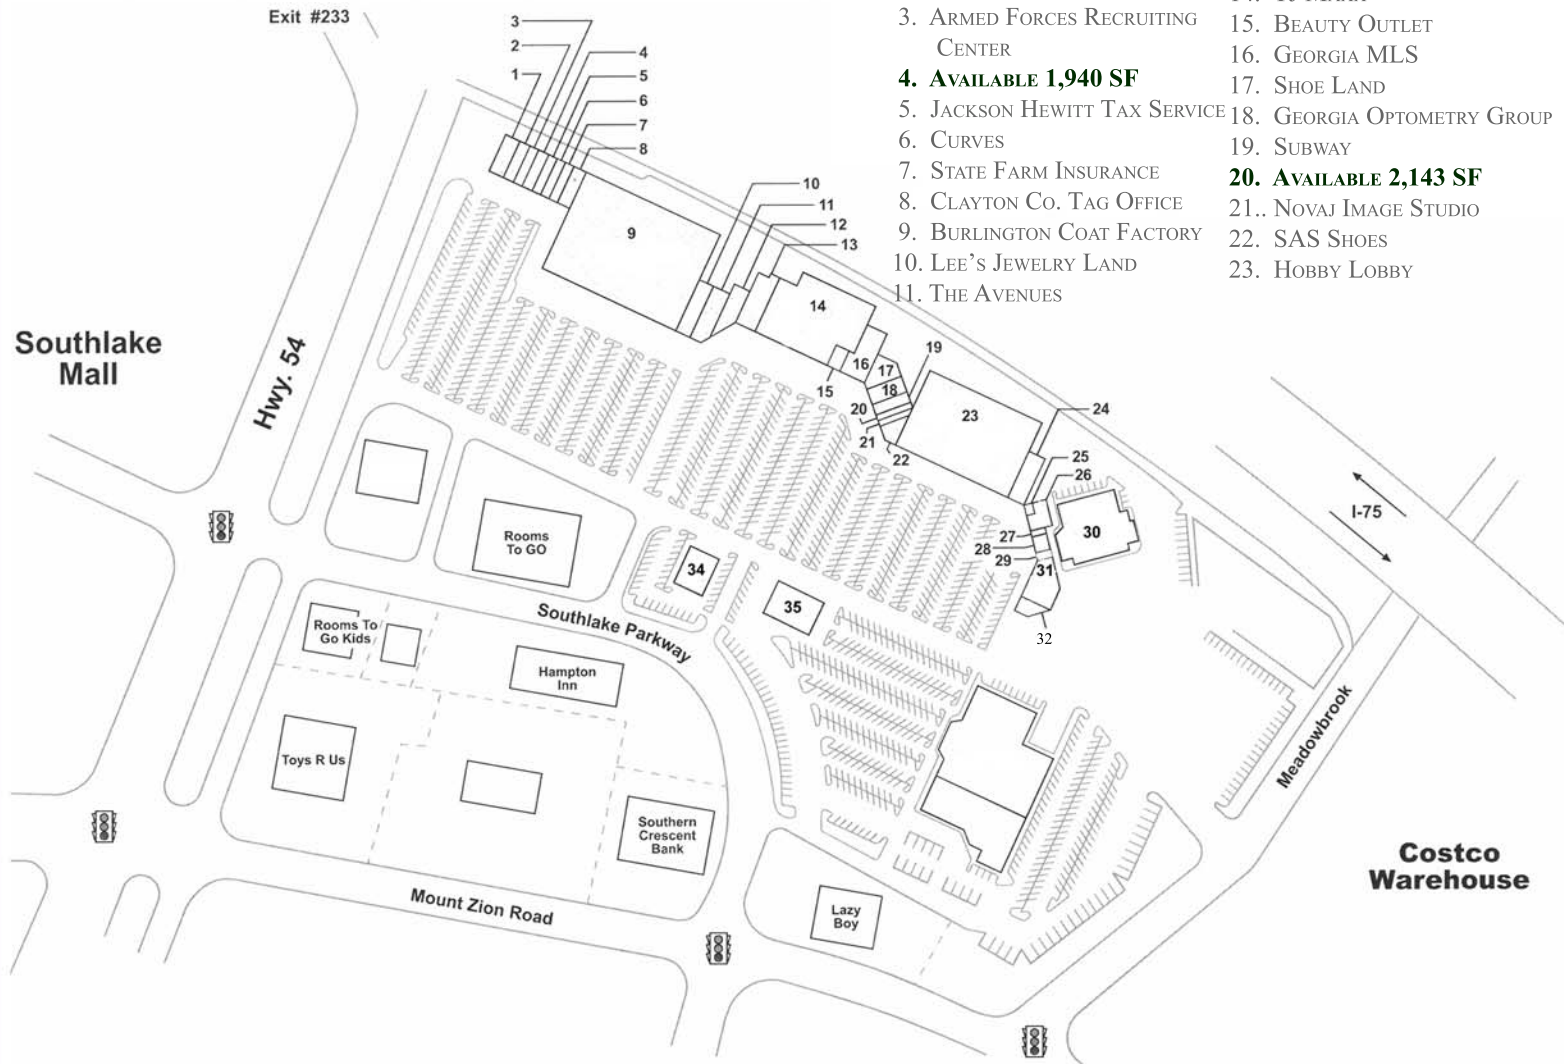 Exit #233
3
2
1
4
5
6
7
8
9
10
11
12
13
14
15
16
17
18
19
20
21
22
23
24
25
26
27
28
29
30
31
32
34
35
3. Armed Forces Recruiting
Center
4. Available 1,940 SF
5. Jackson Hewitt Tax Service
6. Curves
7. State Farm Insurance
8. Clayton Co. Tag Office
9. Burlington Coat Factory
10. Lee's Jewelry Land
11. The Avenues
15. Beauty Outlet
16. Georgia MLS
17. Shoe Land
18. Georgia Optometry Group
19. Subway
20. Available 2,143 SF
21.. Novaj Image Studio
22. SAS Shoes
23. Hobby Lobby
Southlake
Mall
Hwy. 54
I-75
Rooms
To GO
Southlake Parkway
Rooms To
Go Kids
Hampton
Inn
Toys R Us
Southern
Crescent
Bank
Meadowbrook
Costco
Warehouse
Mount Zion Road
Lazy
Boy